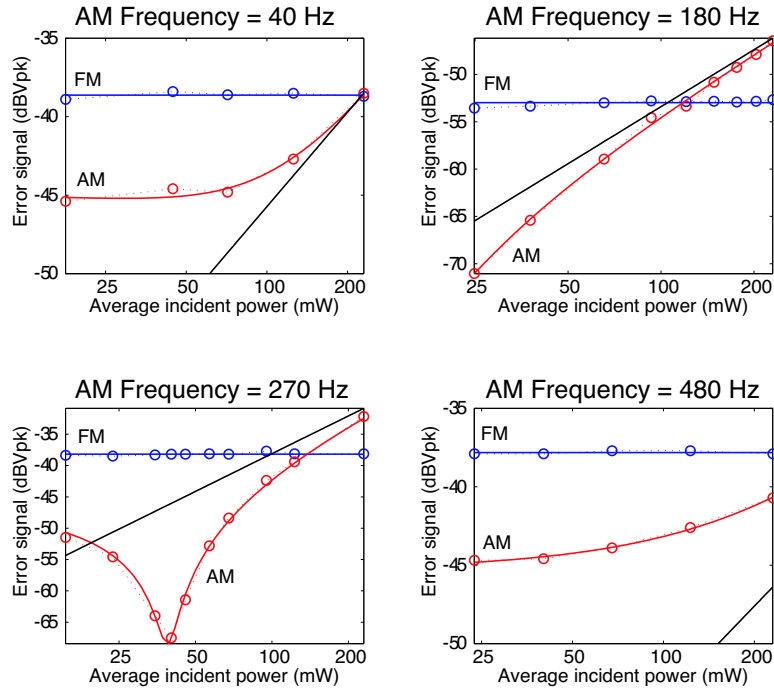 AM Frequency = 40 Hz
Error signal (dBVpk)
-35
-40
-45
-50
FM
AM
25
50
100
200
Average incident power (mW)
AM Frequency = 180 Hz
Error signal (dBVpk)
-50
-55
-60
-65
-70
FM
AM
25
50
100
200
Average incident power (mW)
AM Frequency = 270 Hz
Error signal (dBVpk)
-35
-40
-45
-50
-55
-60
-65
FM
AM
25
50
100
200
Average incident power (mW)
AM Frequency = 480 Hz
Error signal (dBVpk)
-35
-40
-45
-50
FM
AM
25
50
100
200
Average incident power (mW)